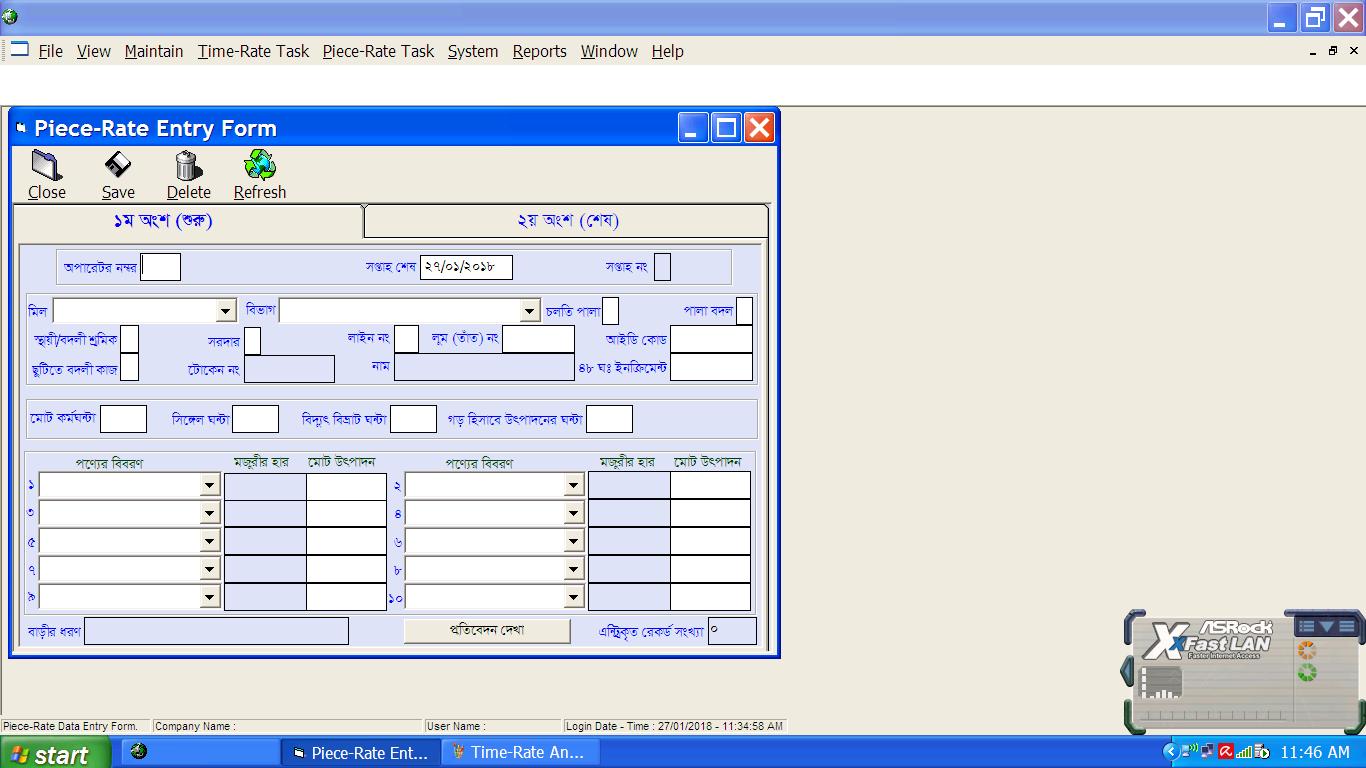 File View Maintain Time-Rate Task Piece-Rate Task System Reports Window Help
Piece-Rate Entry Form
Close Save Delete Refresh
১ম অংশ (শুরু) ২য় অংশ (শেষ)
অপারেটর নম্বর সপ্তাহ শেষ ২৭/০১/২০১৮ সপ্তাহ নং
মিল বিভাগ চলতি পালা পালা বদল
স্থায়ী/বদলী শ্রমিক সরদার লাইন নং লূম (তাঁত) নং আইডি কোড
ছুটিতে বদলী কাজ টোকেন নং নাম ৪৮ ঘঃ ইনক্রিমেন্ট
মোট কর্মঘন্টা সিঙ্গেল ঘন্টা বিদ্যুৎ বিভ্রাট ঘন্টা গড় হিসাবে উৎপাদনের ঘন্টা
পণ্যের বিবরণ মজুরীর হার মোট উৎপাদন পণ্যের বিবরণ মজুরীর হার মোট উৎপাদন
১ ২
৩ ৪
৫ ৬
৭ ৮
৯ ১০
বাড়ীর ধরণ প্রতিবেদন দেখা এন্ট্রিকৃত রেকর্ড সংখ্যা ০
ASRock
XFast LAN
Faster Internet Access
Piece-Rate Data Entry Form. Company Name : User Name : Login Date - Time : 27/01/2018 - 11:34:58 AM
start Piece-Rate Ent... Time-Rate An... 11:46 AM